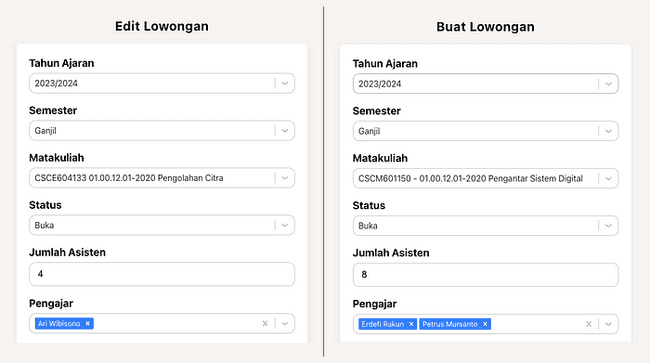 Edit Lowongan
Tahun Ajaran
2023/2024
Semester
Ganjil
Matakuliah
CSCE604133 01.00.12.01-2020 Pengolahan Citra
Status
Buka
Jumlah Asisten
4
Pengajar
Ari Wibisono ×
Buat Lowongan
Tahun Ajaran
2023/2024
Semester
Ganjil
Matakuliah
CSCM601150 - 01.00.12.01-2020 Pengantar Sistem Digital
Status
Buka
Jumlah Asisten
8
Pengajar
Erdefi Rakun × Petrus Mursanto ×